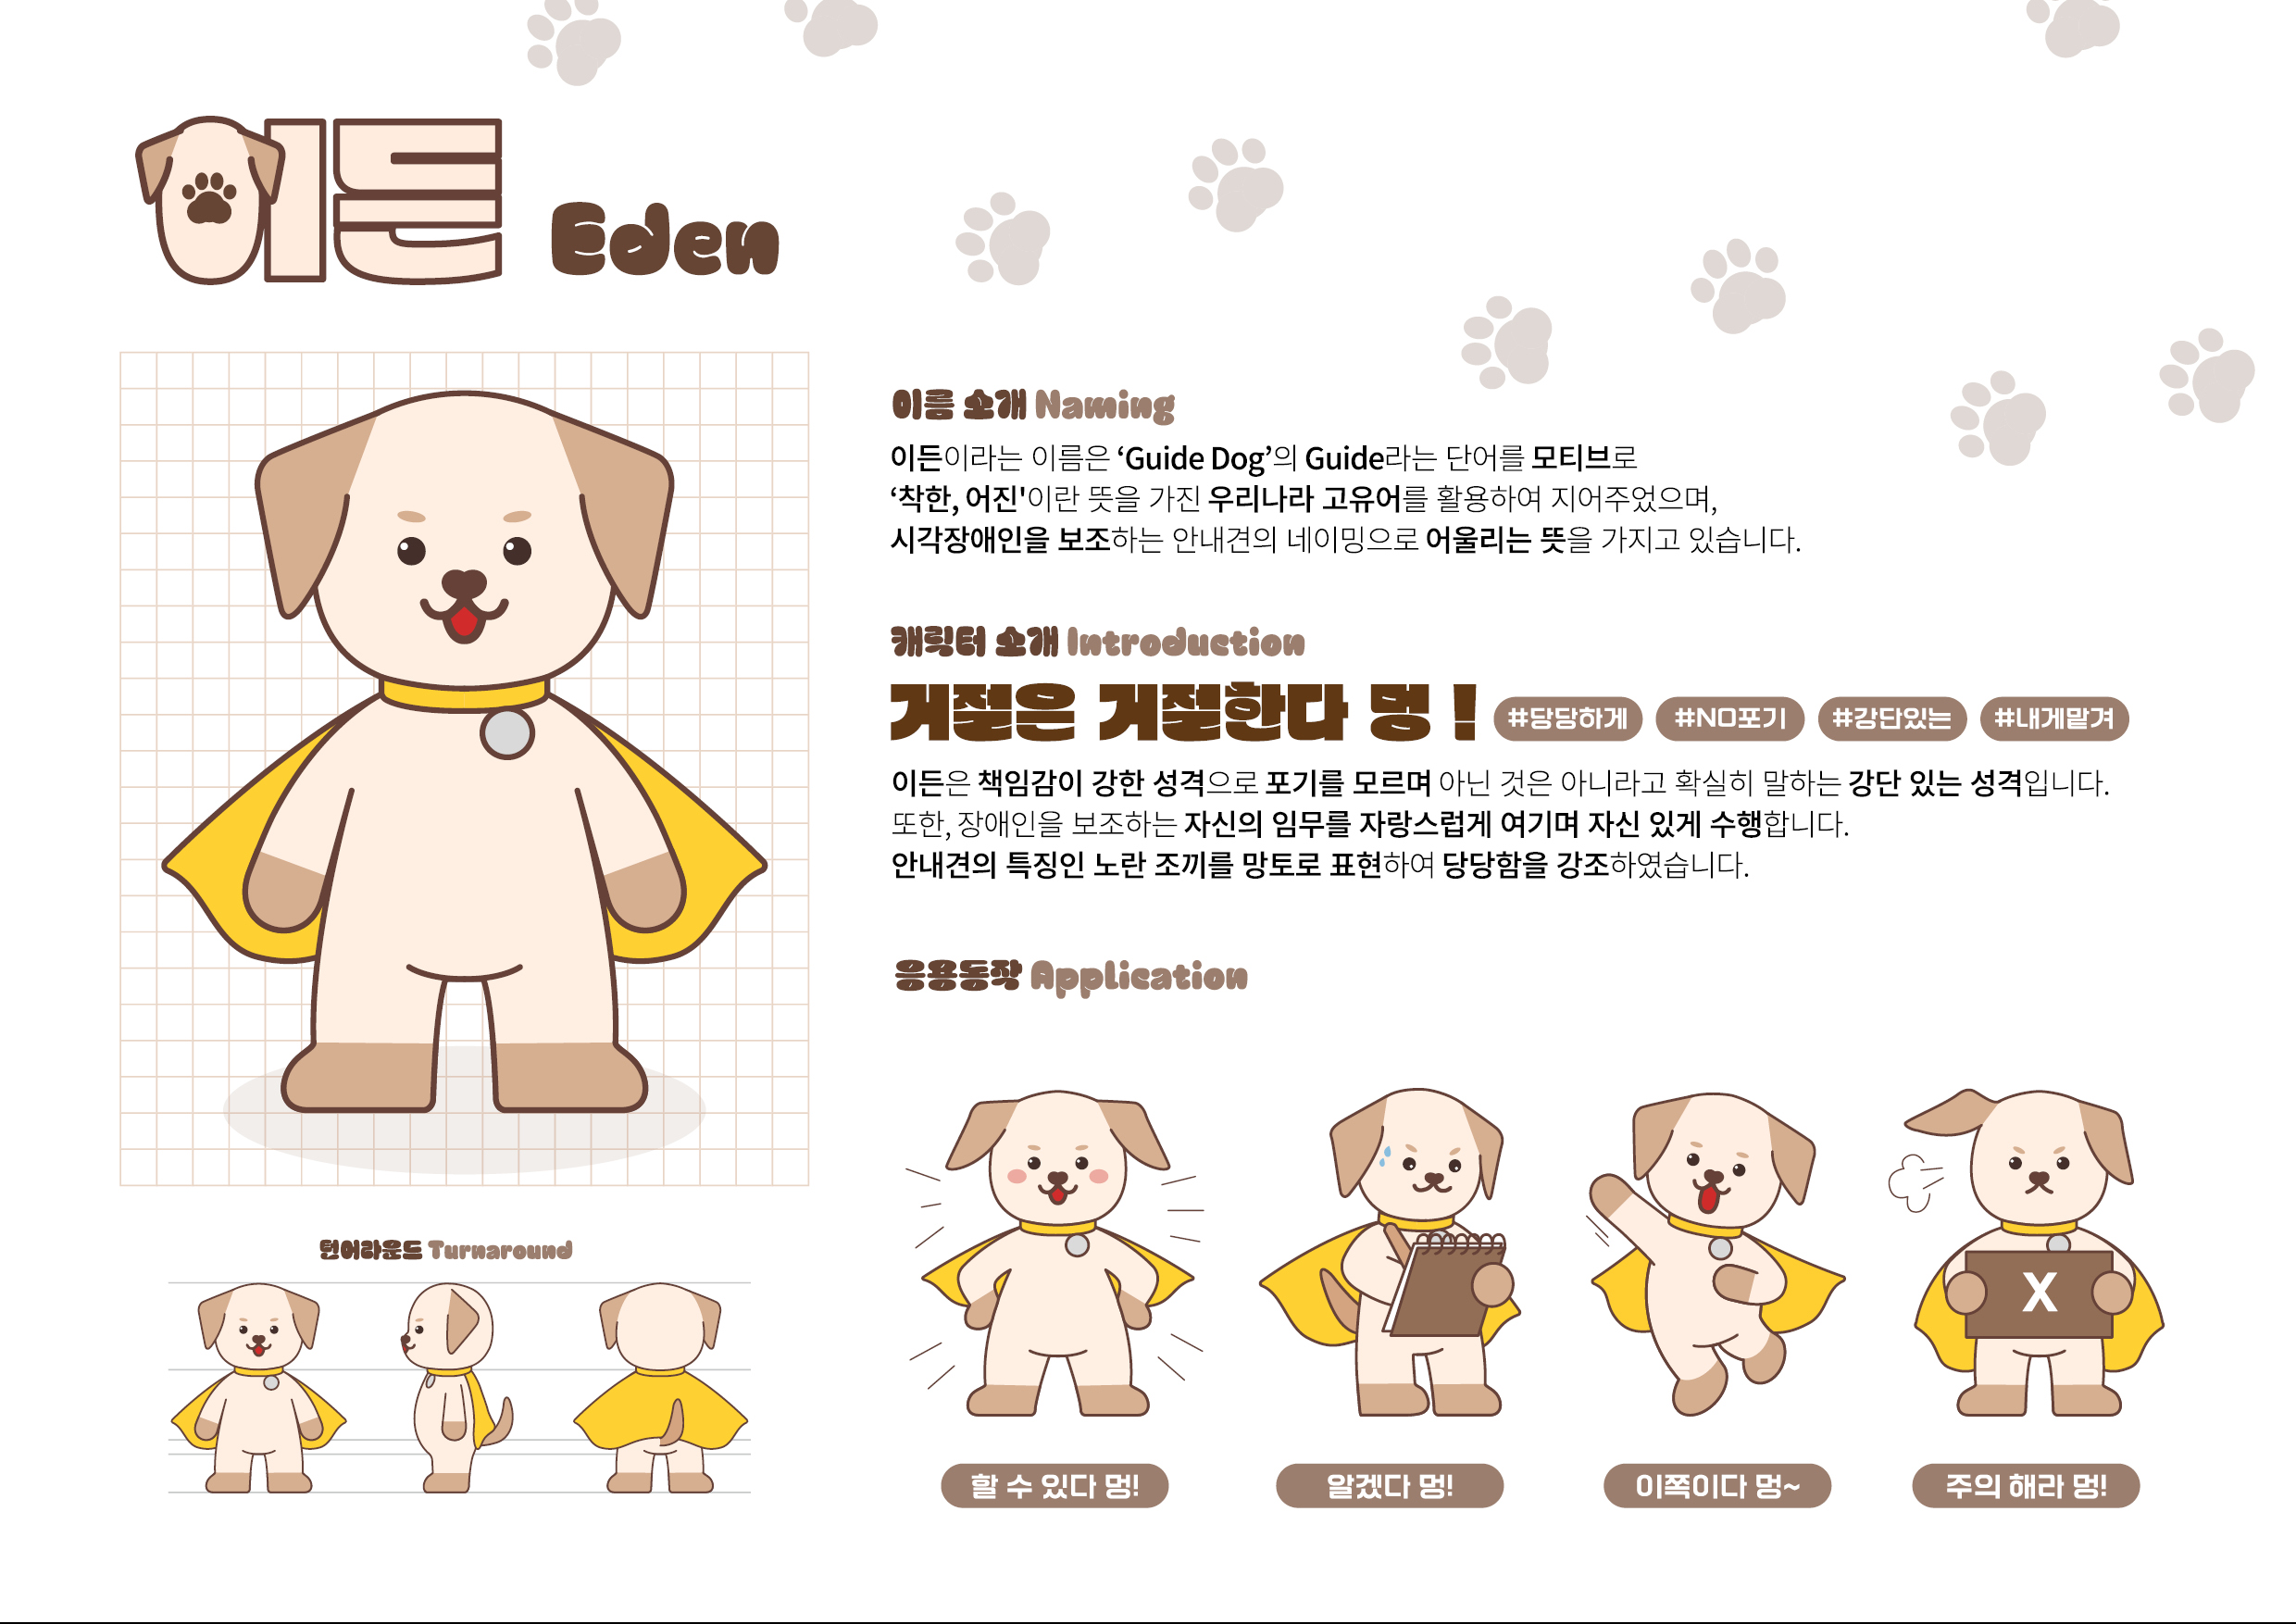 이든 Eden
이름 소개 Naming
이든이라는 이름은 ‘Guide Dog’의 Guide라는 단어를 모티브로
‘착한, 어진'이란 뜻을 가진 우리나라 고유어를 활용하여 지어주었으며,
시각장애인을 보조하는 안내견의 네이밍으로 어울리는 뜻을 가지고 있습니다.
캐릭터 소개 Introduction
거절은 거절한다 멍 ! #당당하게 #NO포기 #강단있는 #내게맡겨
이든은 책임감이 강한 성격으로 포기를 모르며 아닌 것은 아니라고 확실히 말하는 강단 있는 성격입니다.
또한, 장애인을 보조하는 자신의 임무를 자랑스럽게 여기며 자신 있게 수행합니다.
안내견의 특징인 노란 조끼를 망토로 표현하여 당당함을 강조하였습니다.
응용동작 Application
X
할 수 있다 멍!
알겠다 멍!
이쪽이다 멍~
주의 해라 멍!
턴어라운드 Turnaround